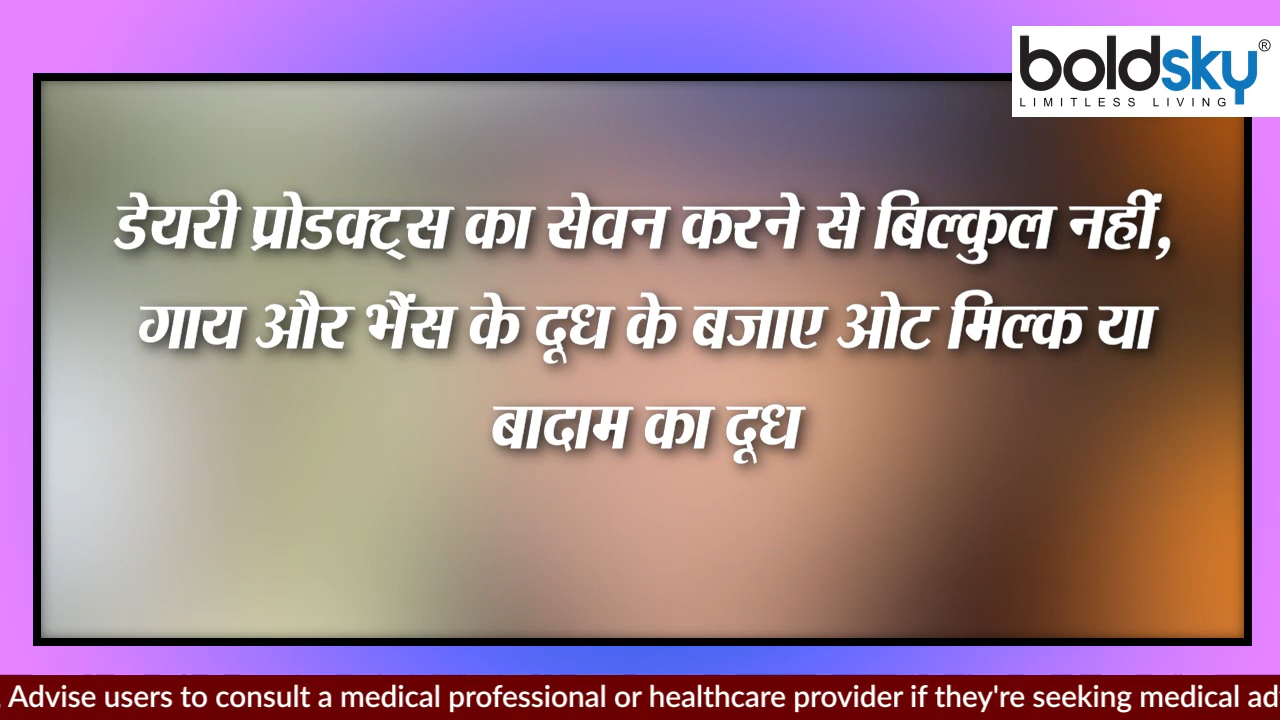 boldsky®
LIMITLESS LIVING
डेयरी प्रोडक्ट्स का सेवन करने से बिल्कुल नहीं,
गाय और भैंस के दूध के बजाए ओट मिल्क या
बादाम का दूध
Advise users to consult a medical professional or healthcare provider if they're seeking medical ad